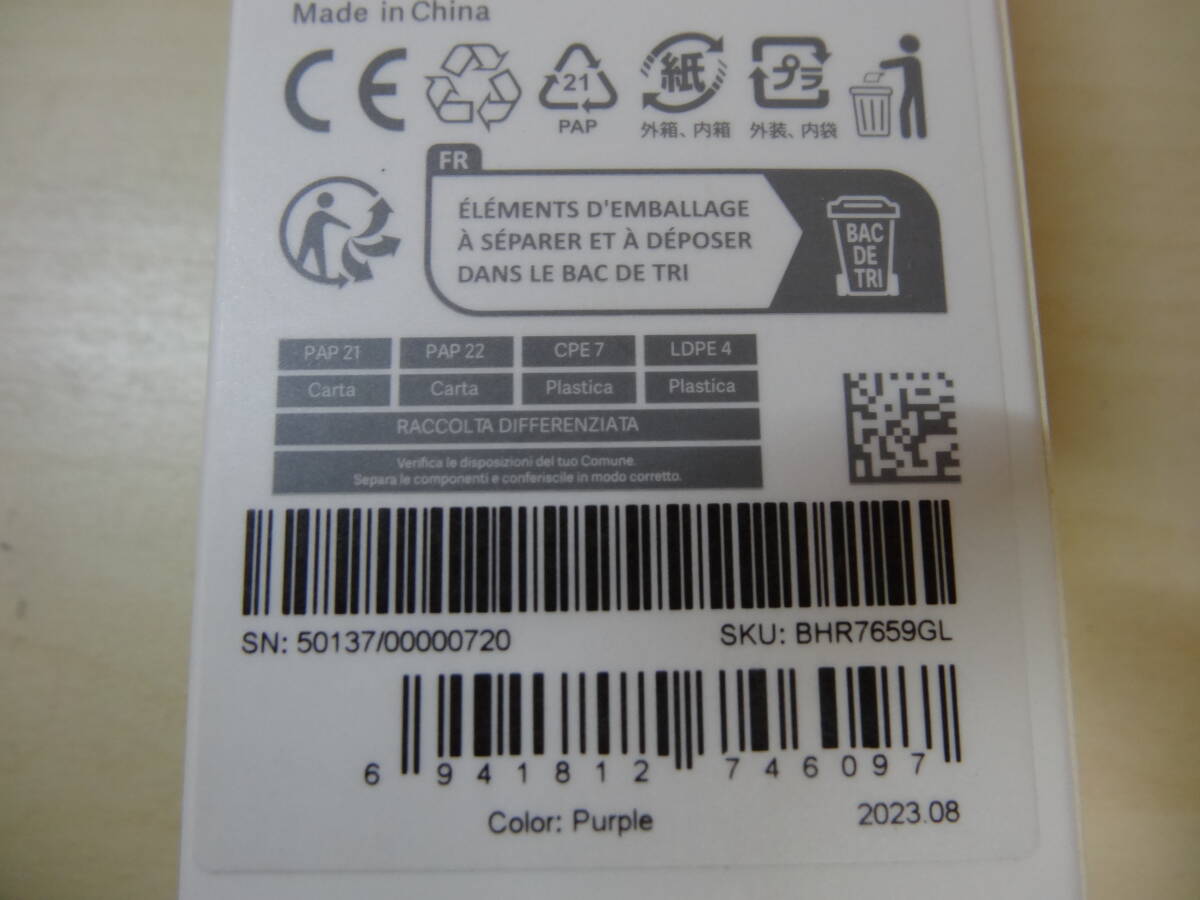 Made in China
CE
21
PAP
紙
外箱、内箱
プラ
外装、内袋
FR
ÉLÉMENTS D'EMBALLAGE
À SÉPARER ET À DÉPOSER
DANS LE BAC DE TRI
BAC
DE
TRI
PAP 21 PAP 22 CPE 7 LDPE 4
Carta Carta Plastica Plastica
RACCOLTA DIFFERENZIATA
Verifica le disposizioni del tuo Comune.
Separa le componenti e conferiscile in modo corretto.
SN: 50137/00000720 SKU: BHR7659GL
6 941812 746097
Color: Purple 2023.08